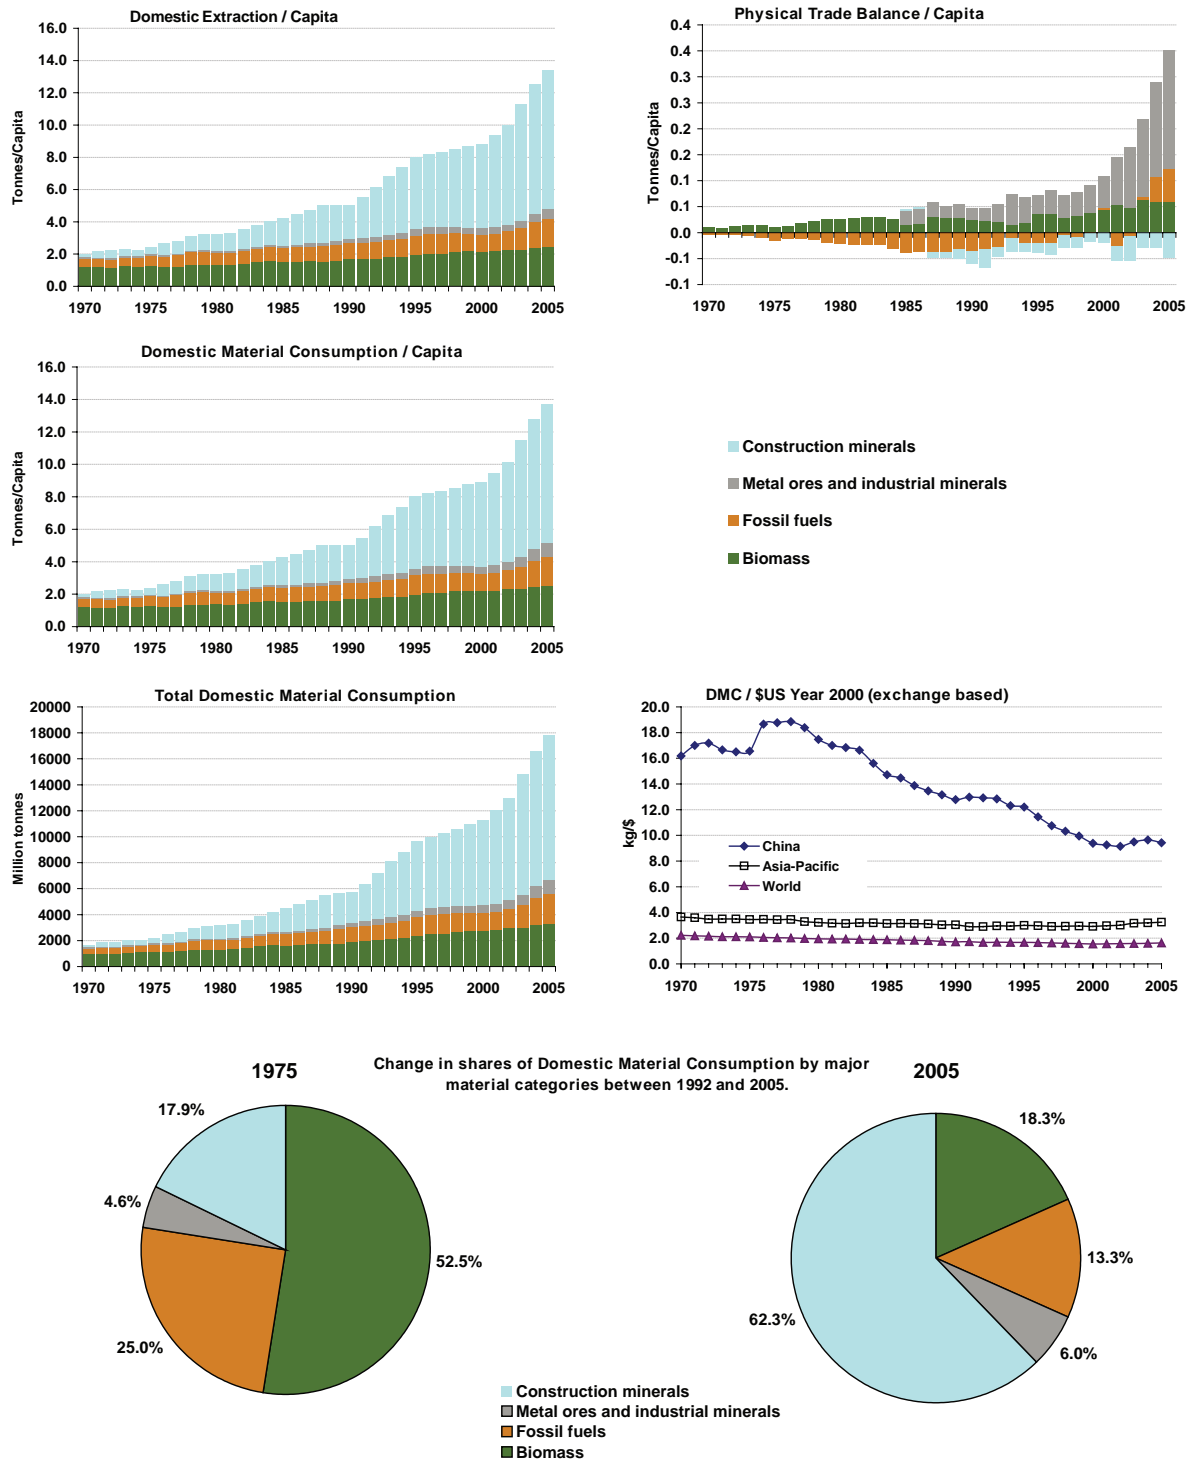 Domestic Extraction / Capita
16.0
14.0
12.0
10.0
8.0
6.0
4.0
2.0
0.0
Tonnes/Capita
1970 1975 1980 1985 1990 1995 2000 2005
Physical Trade Balance / Capita
0.4
0.4
0.3
0.3
0.2
0.2
0.1
0.1
0.0
-0.1
-0.1
Tonnes/Capita
1970 1975 1980 1985 1990 1995 2000 2005
Domestic Material Consumption / Capita
16.0
14.0
12.0
10.0
8.0
6.0
4.0
2.0
0.0
Tonnes/Capita
1970 1975 1980 1985 1990 1995 2000 2005
Construction minerals
Metal ores and industrial minerals
Fossil fuels
Biomass
Total Domestic Material Consumption
20000
18000
16000
14000
12000
10000
8000
6000
4000
2000
0
Million tonnes
1970 1975 1980 1985 1990 1995 2000 2005
DMC / $US Year 2000 (exchange based)
20.0
18.0
16.0
14.0
12.0
10.0
8.0
6.0
4.0
2.0
0.0
kg/$
China
Asia-Pacific
World
1970 1975 1980 1985 1990 1995 2000 2005
Change in shares of Domestic Material Consumption by major
material categories between 1992 and 2005.
1975
17.9%
4.6%
52.5%
25.0%
2005
18.3%
13.3%
62.3%
6.0%
Construction minerals
Metal ores and industrial minerals
Fossil fuels
Biomass